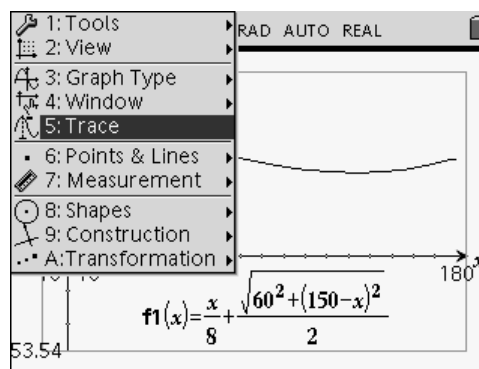 1: Tools
RAD AUTO REAL
2: View
3: Graph Type
4: Window
5: Trace
6: Points & Lines
7: Measurement
8: Shapes
9: Construction
A:Transformation
x
180
f1(x)=x/8+√(60²+(150-x)²)/2
53.54